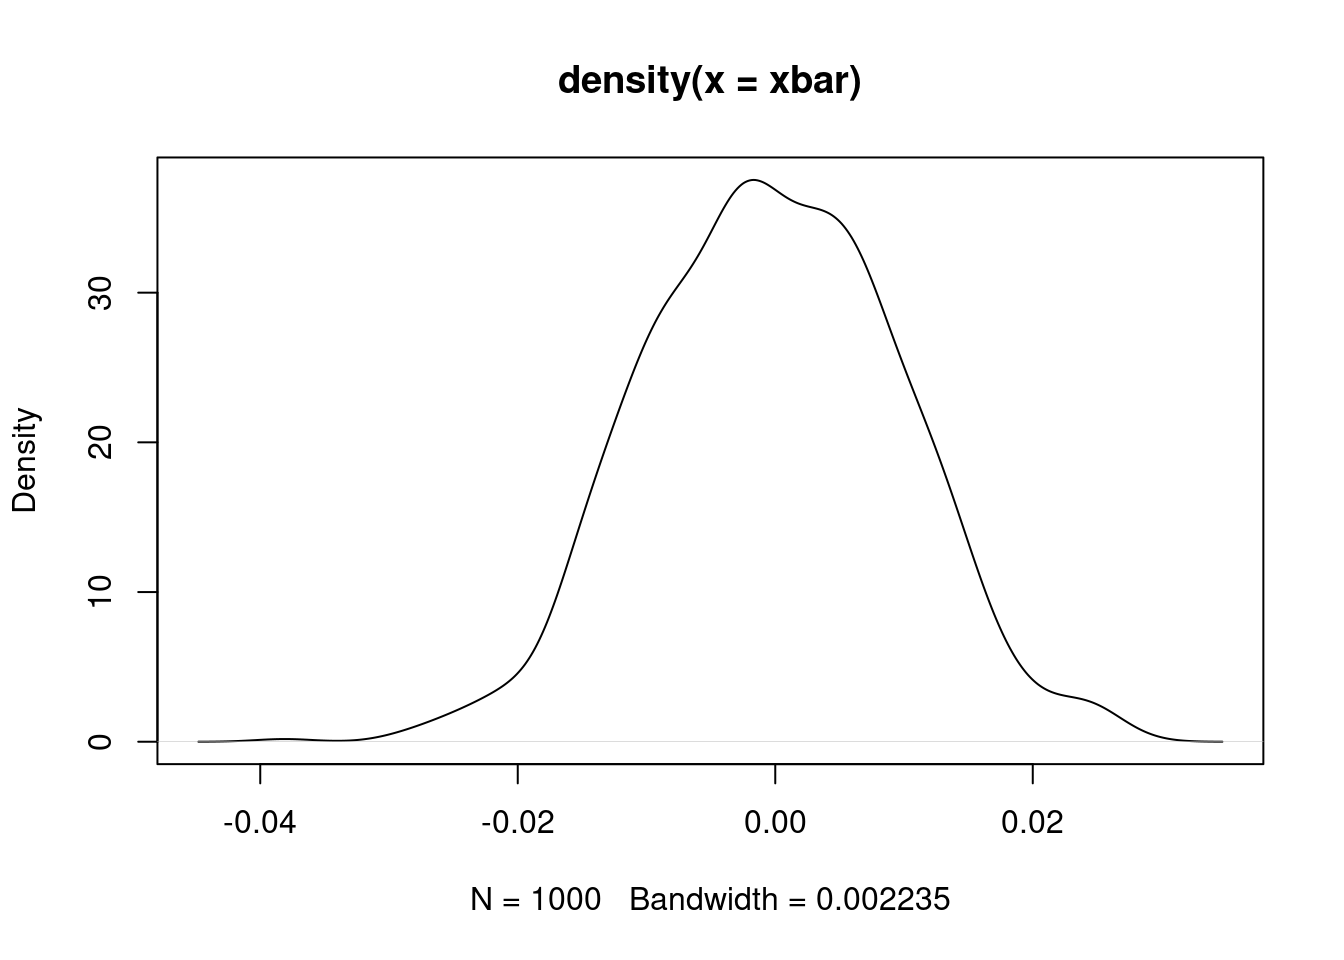 density(x = xbar)
Density
30
20
10
0
-0.04 -0.02 0.00 0.02
N = 1000 Bandwidth = 0.002235